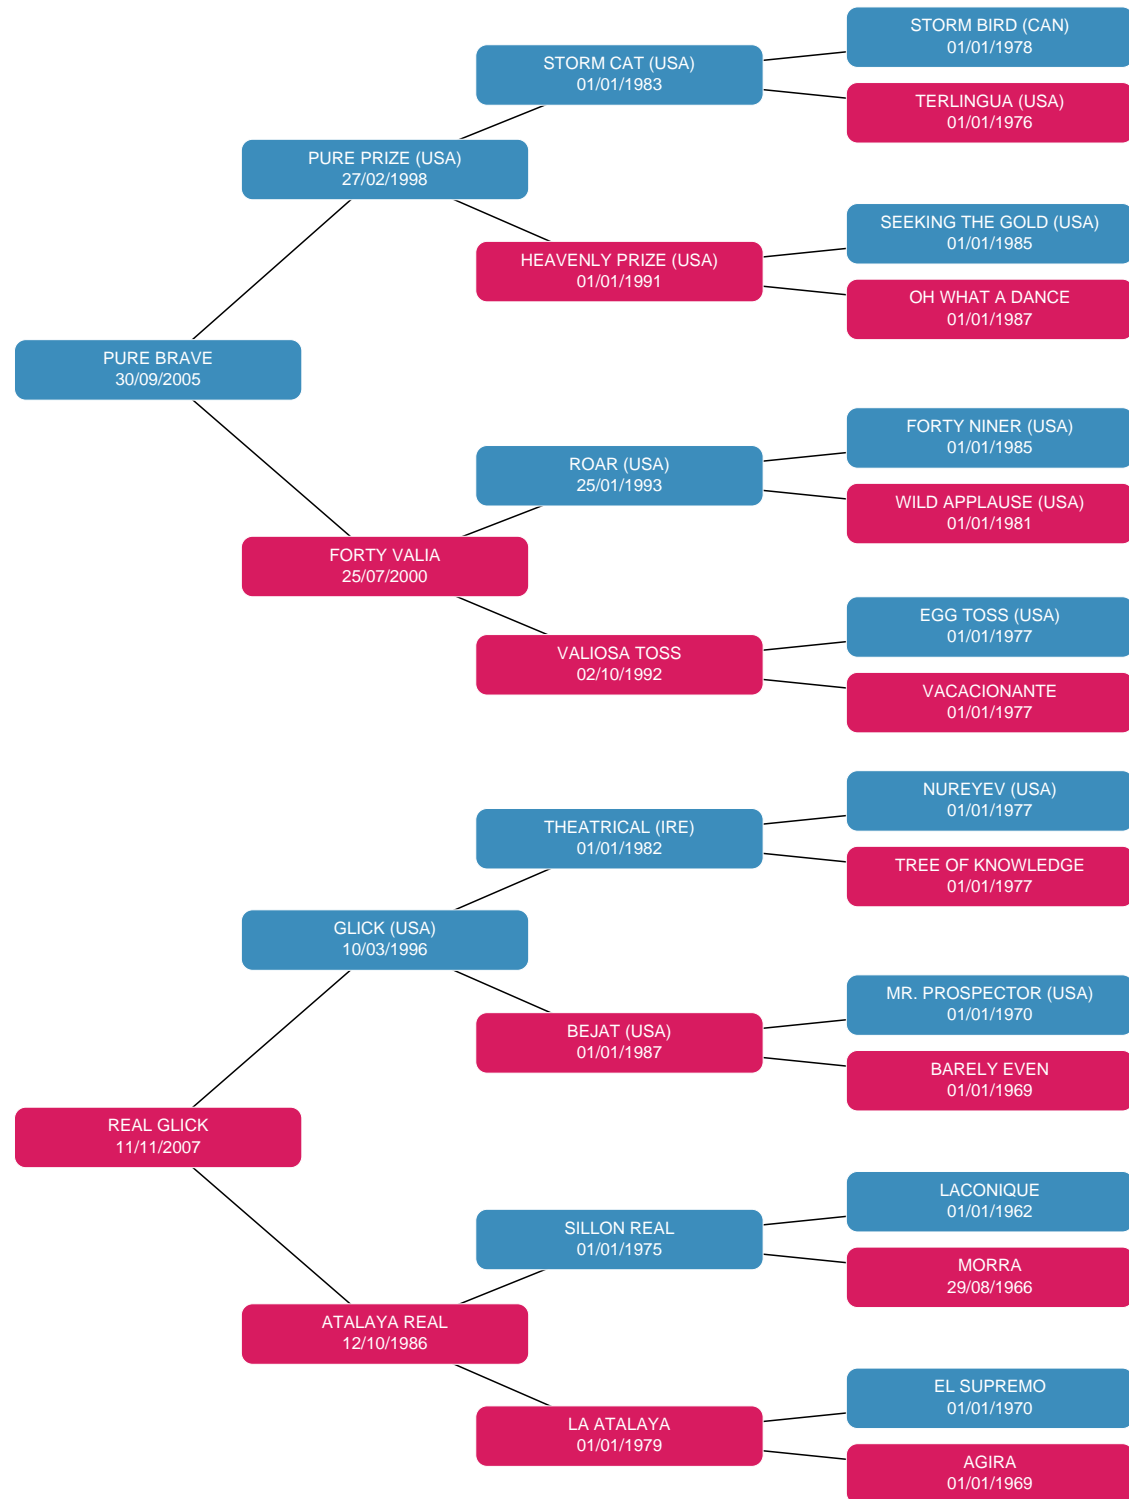 STORM BIRD (CAN)
01/01/1978
STORM CAT (USA)
01/01/1983
TERLINGUA (USA)
01/01/1976
PURE PRIZE (USA)
27/02/1998
SEEKING THE GOLD (USA)
01/01/1985
HEAVENLY PRIZE (USA)
01/01/1991
OH WHAT A DANCE
01/01/1987
PURE BRAVE
30/09/2005
FORTY NINER (USA)
01/01/1985
ROAR (USA)
25/01/1993
WILD APPLAUSE (USA)
01/01/1981
FORTY VALIA
25/07/2000
EGG TOSS (USA)
01/01/1977
VALIOSA TOSS
02/10/1992
VACACIONANTE
01/01/1977
NUREYEV (USA)
01/01/1977
THEATRICAL (IRE)
01/01/1982
TREE OF KNOWLEDGE
01/01/1977
GLICK (USA)
10/03/1996
MR. PROSPECTOR (USA)
01/01/1970
BEJAT (USA)
01/01/1987
BARELY EVEN
01/01/1969
REAL GLICK
11/11/2007
LACONIQUE
01/01/1962
SILLON REAL
01/01/1975
MORRA
29/08/1966
ATALAYA REAL
12/10/1986
EL SUPREMO
01/01/1970
LA ATALAYA
01/01/1979
AGIRA
01/01/1969